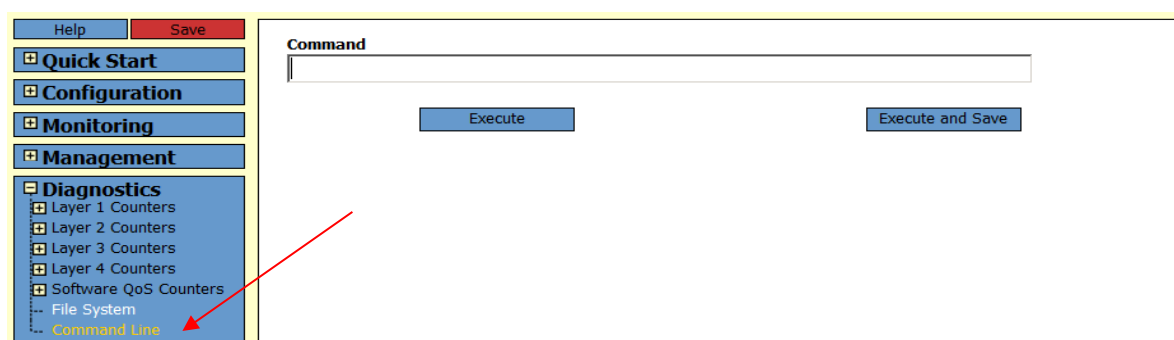 Help
Save
Quick Start
Configuration
Monitoring
Management
Diagnostics
Layer 1 Counters
Layer 2 Counters
Layer 3 Counters
Layer 4 Counters
Software QoS Counters
File System
Command Line
Command
Execute
Execute and Save